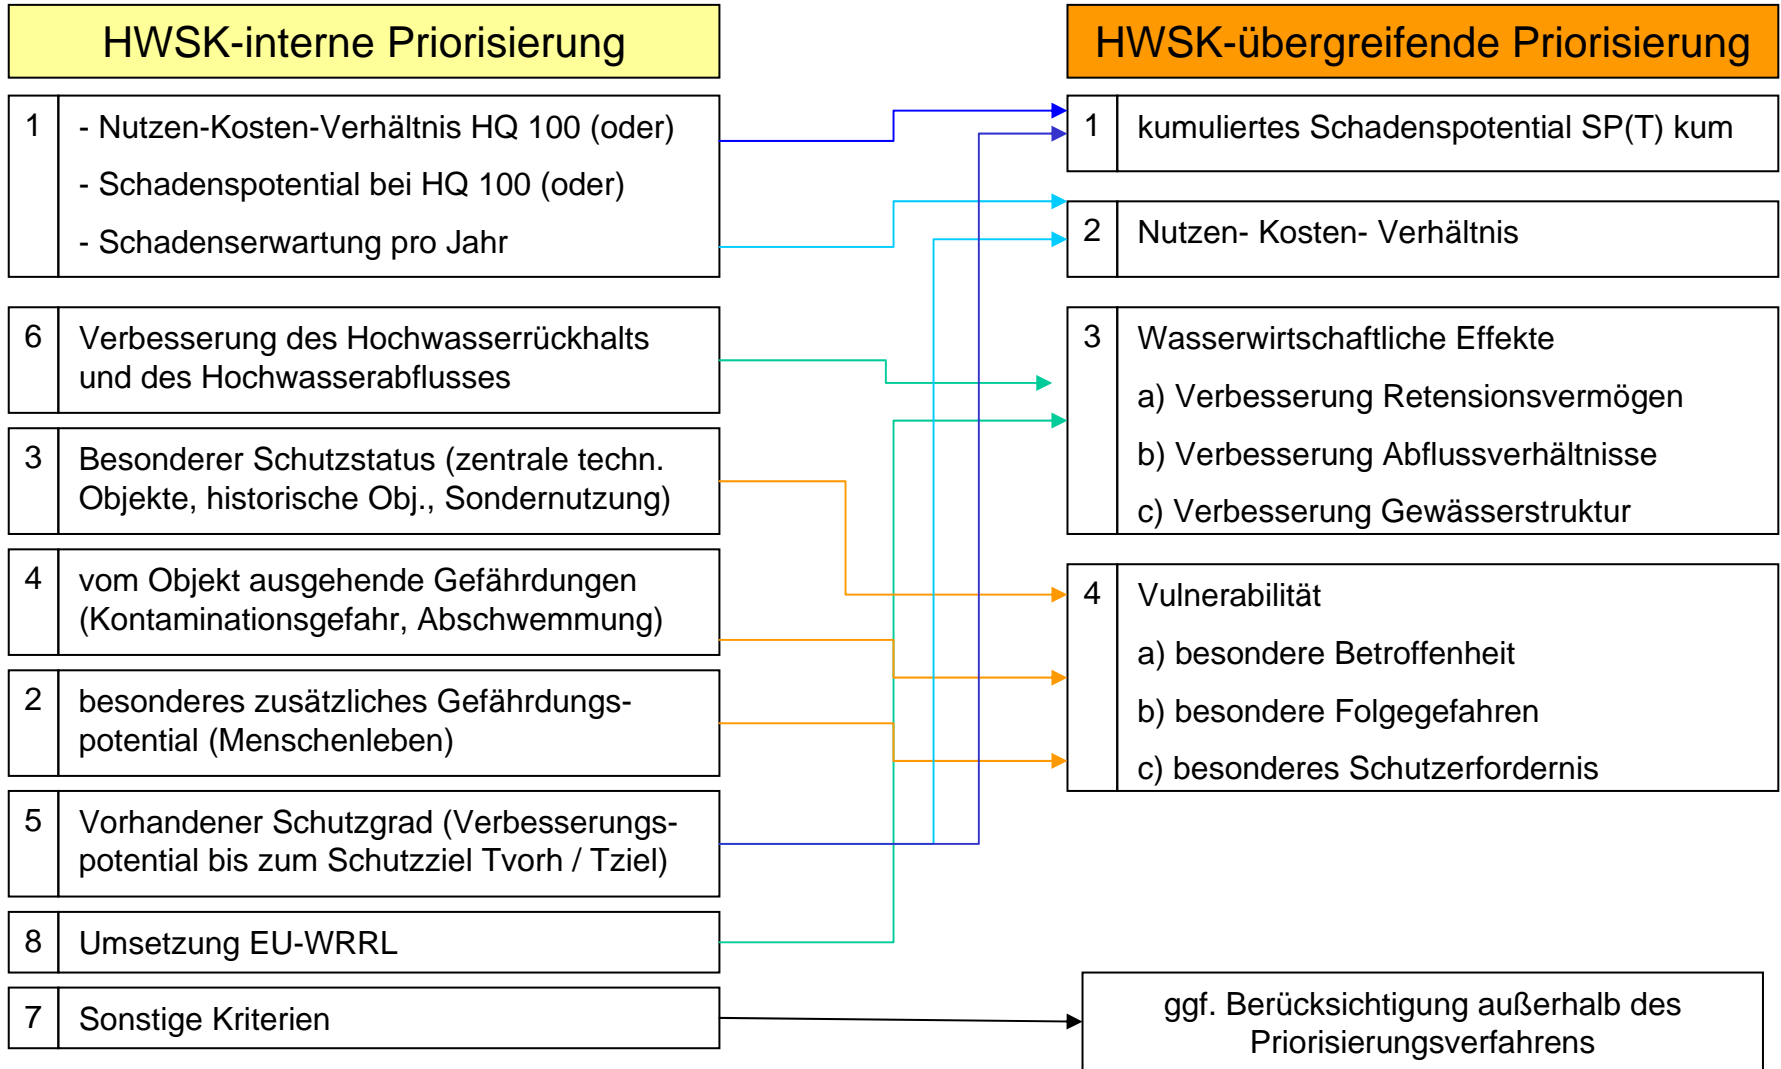 HWSK-interne Priorisierung
1
- Nutzen-Kosten-Verhältnis HQ 100 (oder)
- Schadenspotential bei HQ 100 (oder)
- Schadenserwartung pro Jahr
6
Verbesserung des Hochwasserrückhalts
und des Hochwasserabflusses
3
Besonderer Schutzstatus (zentrale techn.
Objekte, historische Obj., Sondernutzung)
4
vom Objekt ausgehende Gefährdungen
(Kontaminationsgefahr, Abschwemmung)
2
besonderes zusätzliches Gefährdungs-
potential (Menschenleben)
5
Vorhandener Schutzgrad (Verbesserungs-
potential bis zum Schutzziel Tvorh / Tziel)
8
Umsetzung EU-WRRL
7
Sonstige Kriterien
HWSK-übergreifende Priorisierung
1
kumuliertes Schadenspotential SP(T) kum
2
Nutzen- Kosten- Verhältnis
3
Wasserwirtschaftliche Effekte
a) Verbesserung Retensionsvermögen
b) Verbesserung Abflussverhältnisse
c) Verbesserung Gewässerstruktur
4
Vulnerabilität
a) besondere Betroffenheit
b) besondere Folgegefahren
c) besonderes Schutzerfordernis
ggf. Berücksichtigung außerhalb des
Priorisierungsverfahrens